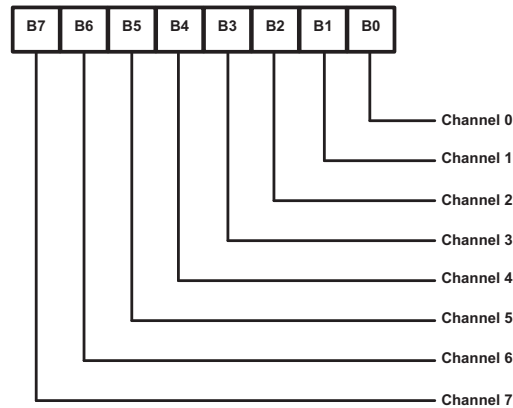 B7 B6 B5 B4 B3 B2 B1 B0
Channel 0
Channel 1
Channel 2
Channel 3
Channel 4
Channel 5
Channel 6
Channel 7